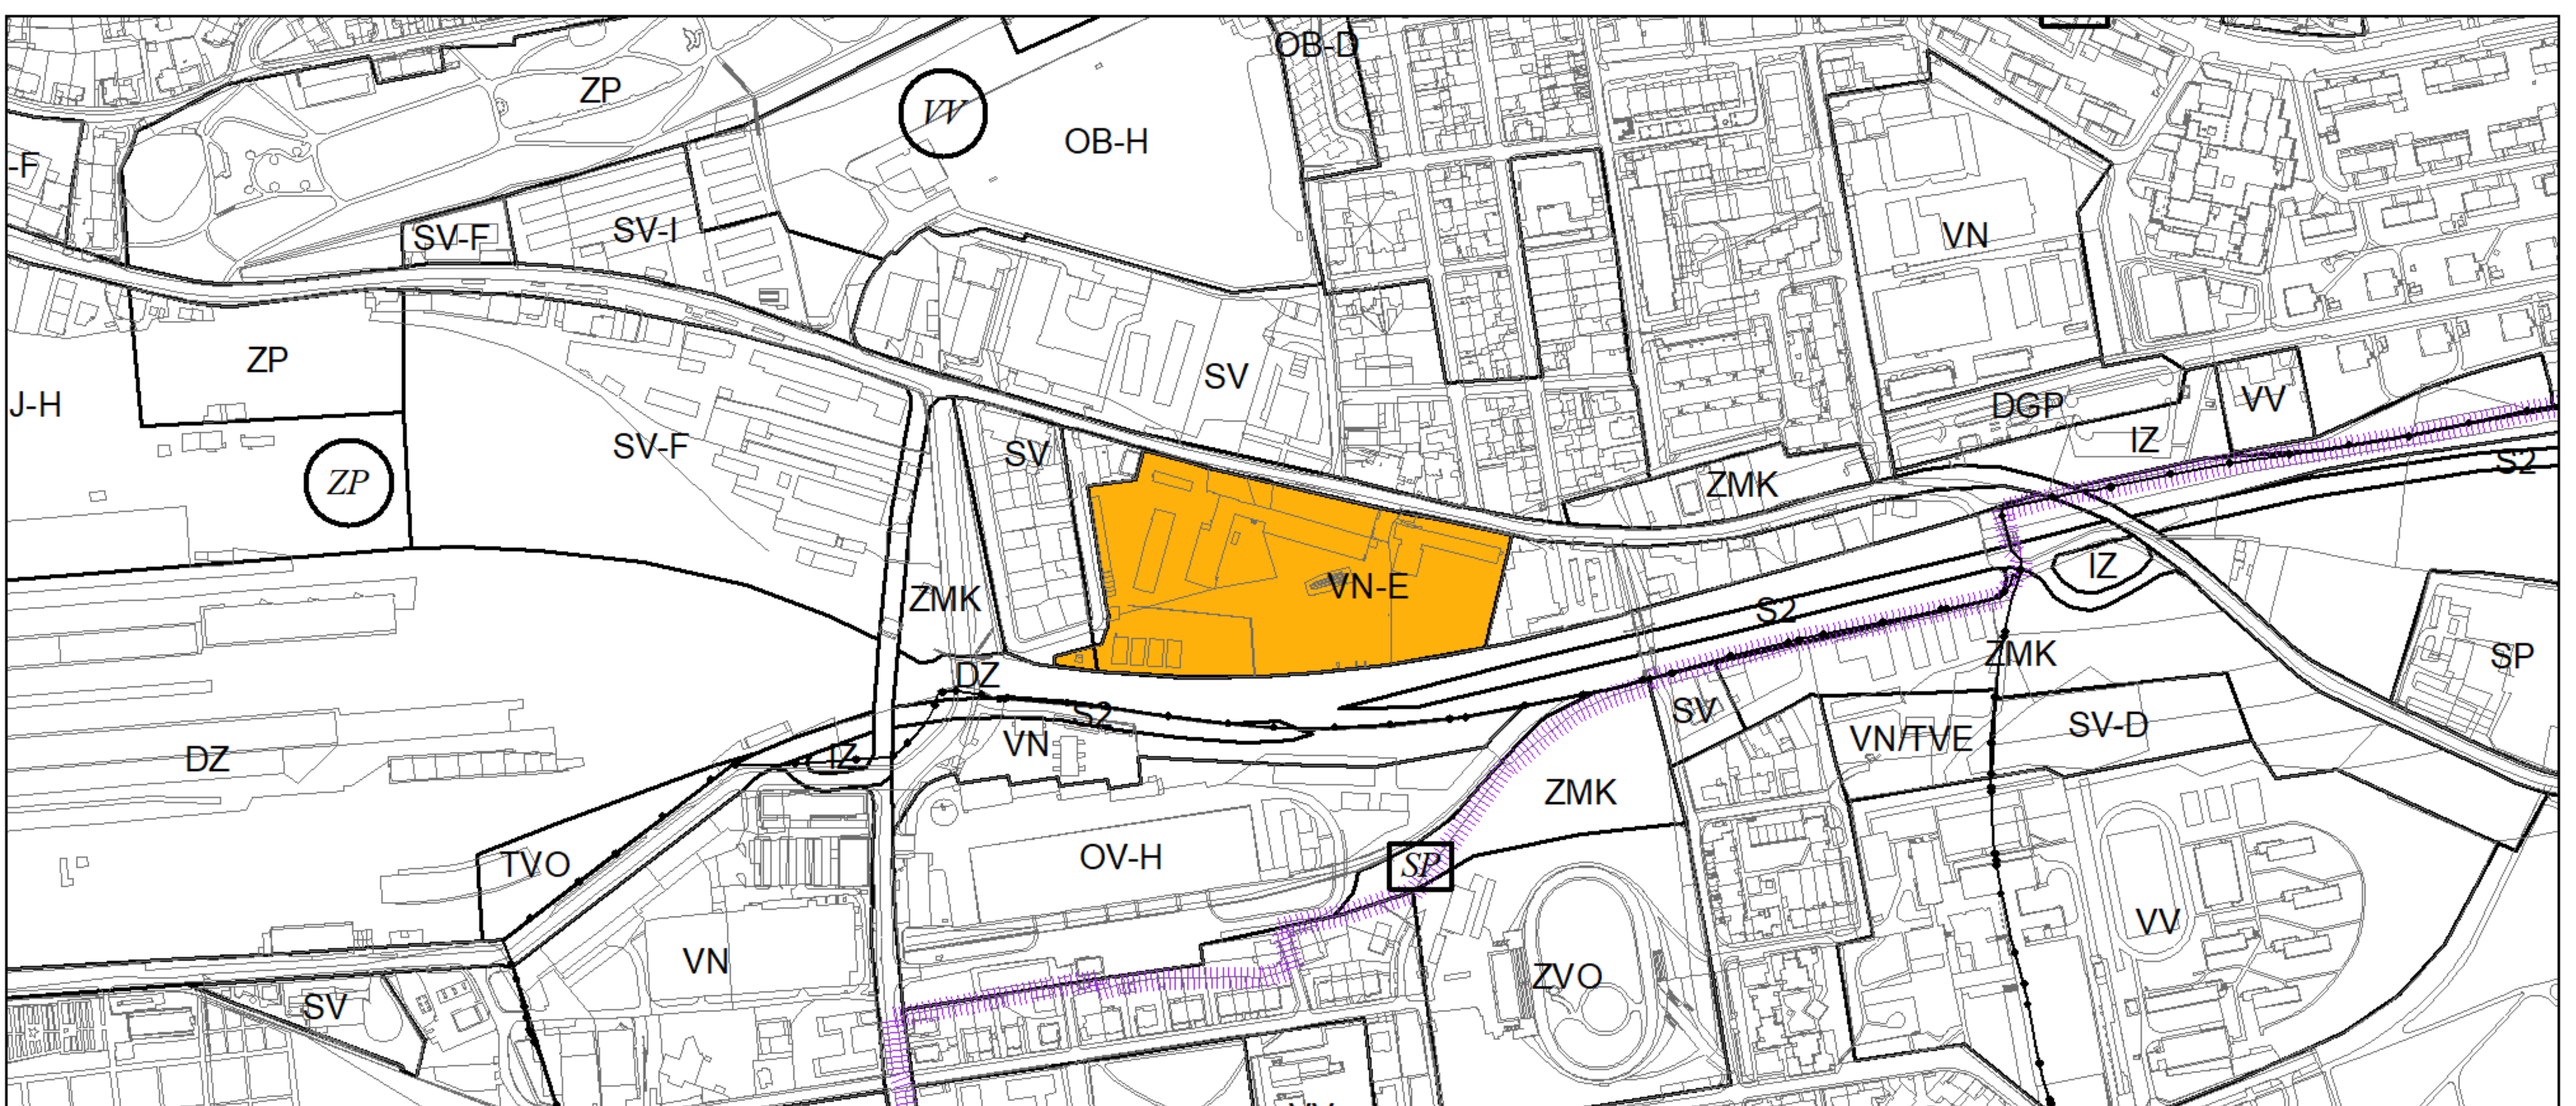 OB-D
ZP
VV
OB-H
-F
SV-F
SV-I
VN
ZP
SV
J-H
DGP
VV
SV-F
SV
IZ
S2
ZP
ZMK
VN-E
IZ
ZMK
S2
ZMK
SP
DZ
S2
SV
SV-D
VN
VN/TVE
DZ
IZ
ZMK
OV-H
SP
TVO
VN
VV
ZVO
SV